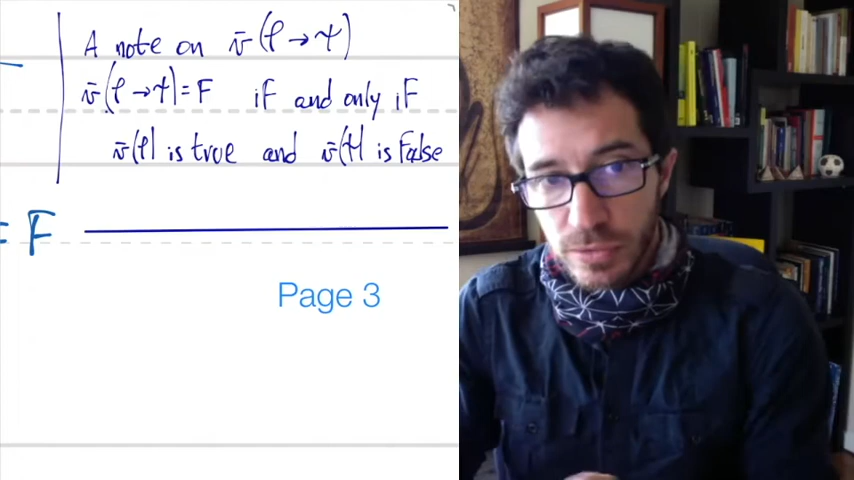 A note on v̄(φ→ψ)
v̄(φ→ψ)=F if and only if
v̄(φ) is true and v̄(ψ) is False
= F
Page 3